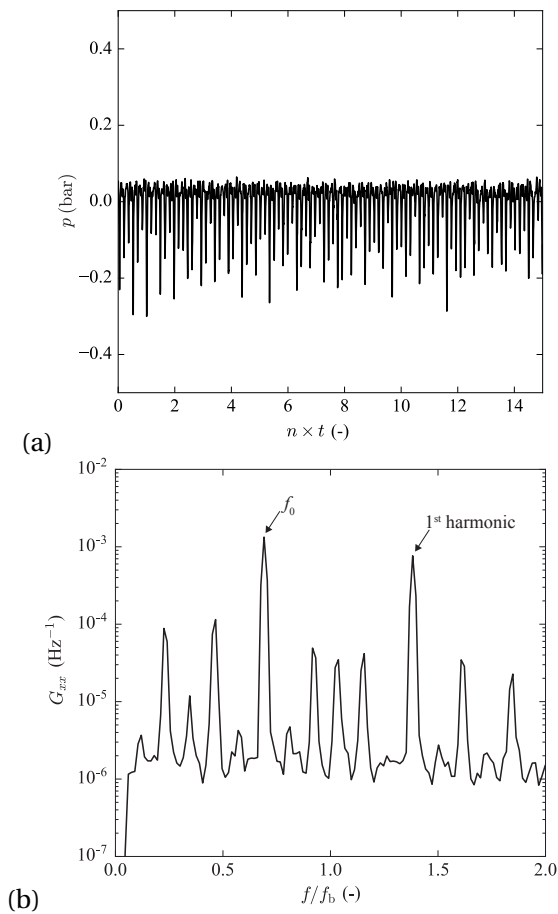 0.4
0.2
0.0
−0.2
−0.4
p (bar)
0 2 4 6 8 10 12 14
n × t (-)
(a)
10⁻²
10⁻³
10⁻⁴
10⁻⁵
10⁻⁶
10⁻⁷
Gₓₓ (Hz⁻¹)
f₀
1ˢᵗ harmonic
0.0 0.5 1.0 1.5 2.0
f/f_b (-)
(b)